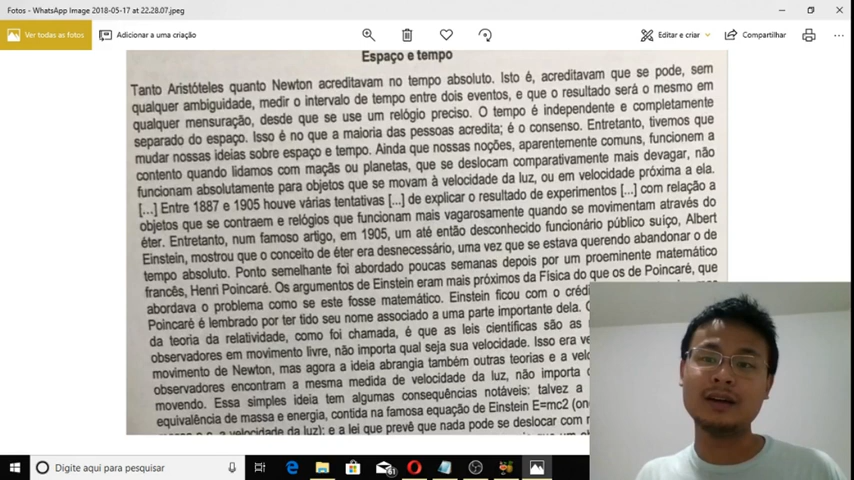 Fotos - WhatsApp Image 2018-05-17 at 22.28.07.jpeg
Ver todas as fotos
Adicionar a uma criação
Editar e criar
Compartilhar
Espaço e tempo
Tanto Aristóteles quanto Newton acreditavam no tempo absoluto. Isto é, acreditavam que se pode, sem
qualquer ambiguidade, medir o intervalo de tempo entre dois eventos, e que o resultado será o mesmo em
qualquer mensuração, desde que se use um relógio preciso. O tempo é independente e completamente
separado do espaço. Isso é no que a maioria das pessoas acredita; é o consenso. Entretanto, tivemos que
mudar nossas ideias sobre espaço e tempo. Ainda que nossas noções, aparentemente comuns, funcionem a
contento quando lidamos com maçãs ou planetas, que se deslocam comparativamente mais devagar, não
funcionam absolutamente para objetos que se movam à velocidade da luz, ou em velocidade próxima a ela.
[...] Entre 1887 e 1905 houve várias tentativas [...] de explicar o resultado de experimentos [...] com relação a
objetos que se contraem e relógios que funcionam mais vagarosamente quando se movimentam através do
éter. Entretanto, num famoso artigo, em 1905, um até então desconhecido funcionário público suíço, Albert
Einstein, mostrou que o conceito de éter era desnecessário, uma vez que se estava querendo abandonar o de
tempo absoluto. Ponto semelhante foi abordado poucas semanas depois por um proeminente matemático
francês, Henri Poincaré. Os argumentos de Einstein eram mais próximos da Física do que os de Poincaré, que
abordava o problema como se este fosse matemático. Einstein ficou com o
Poincaré é lembrado por ter tido seu nome associado a uma parte importante dela.
da teoria da relatividade, como foi chamada, é que as leis científicas são as
observadores em movimento livre, não importa qual seja sua velocidade. Isso era
movimento de Newton, mas agora a ideia abrangia também outras teorias e a
observadores encontram a mesma medida de velocidade da luz, não importa
movendo. Essa simples ideia tem algumas consequências notáveis: talvez a
equivalência de massa e energia, contida na famosa equação de Einstein E=mc2
velocidade da luz); e a lei que prevê que nada pode se deslocar com
Digite aqui para pesquisar
61